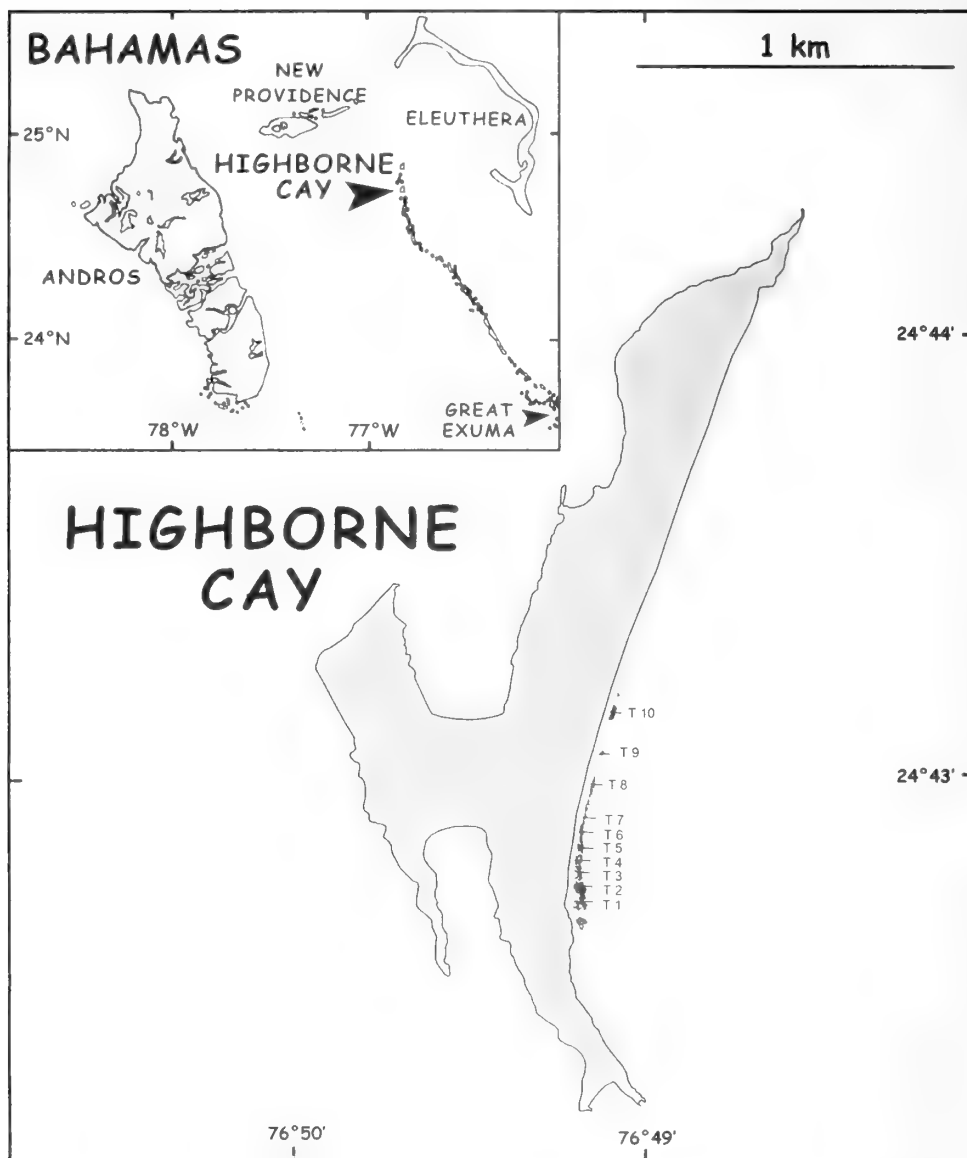 BAHAMAS
1 km
NEW
PROVIDENCE
ELEUTHERA
25°N
HIGHBORNE
CAY
ANDROS
24°N
24°44'
GREAT
EXUMA
78°W
77°W
HIGHBORNE
CAY
T 10
T 9
24°43'
T 8
T 7
T 6
T 5
T 4
T 3
T 2
T 1
76°50'
76°49'